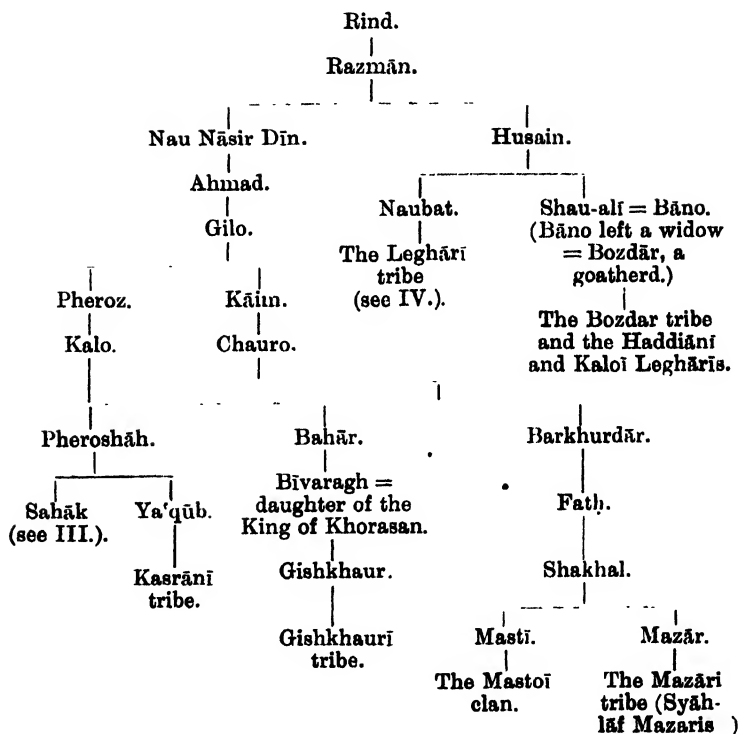 Rind.
Razmān.
Nau Nāsir Dīn.
Husain.
Ahmad.
Naubat.
Shau-alī = Bāno.
Gilo.
(Bāno left a widow
The Leghārī
= Bozdār, a
tribe
goatherd.)
(see IV.).
Pheroz.
Kāim.
The Bozdar tribe
Kalo.
Chauro.
and the Haddiānī
and Kaloī Leghārīs.
Pheroshāh.
Bahār.
Barkhurdār.
Sahāk
Ya'qūb.
Bīvaragh =
Fatḥ.
(see III.).
daughter of the
King of Khorasan.
Kasrānī
tribe.
Gishkhaur.
Shakhal.
Gishkhaurī
tribe.
Mastī.
Mazār.
The Mastoī
clan.
The Mazāri
tribe (Syāh-
lāf Mazaris )